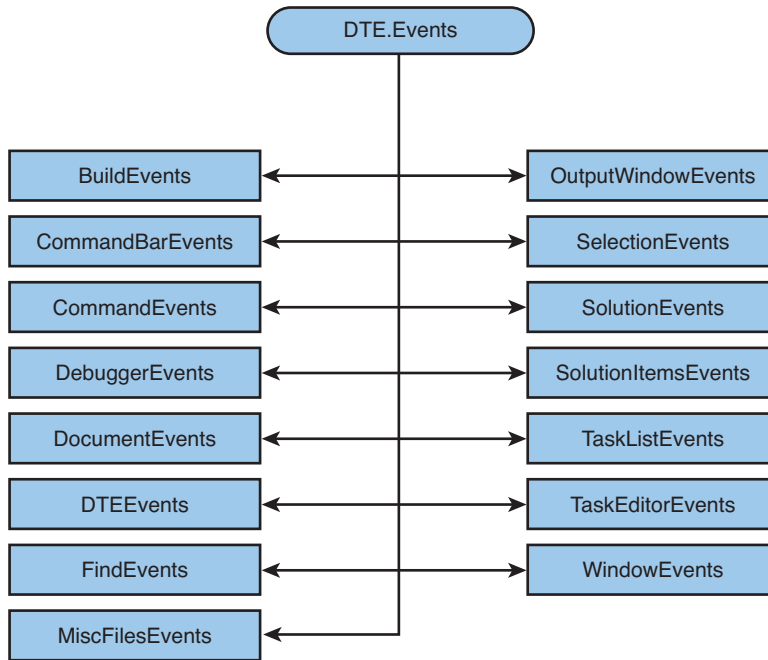 DTE.Events
BuildEvents
OutputWindowEvents
CommandBarEvents
SelectionEvents
CommandEvents
SolutionEvents
DebuggerEvents
SolutionItemsEvents
DocumentEvents
TaskListEvents
DTEEvents
TaskEditorEvents
FindEvents
WindowEvents
MiscFilesEvents